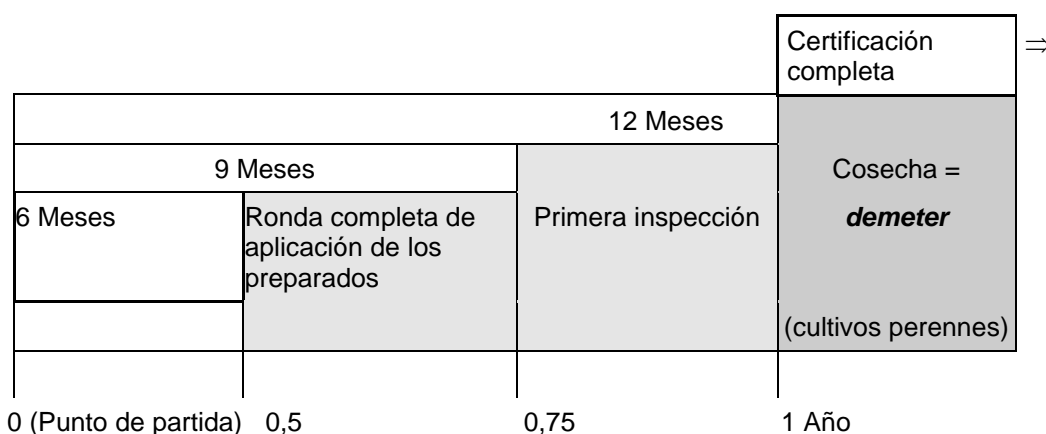 Certificación
completa
⇒
12 Meses
9 Meses
Cosecha =
6 Meses
Ronda completa de
aplicación de los
preparados
Primera inspección
demeter
(cultivos perennes)
0 (Punto de partida) 0,5 0,75 1 Año